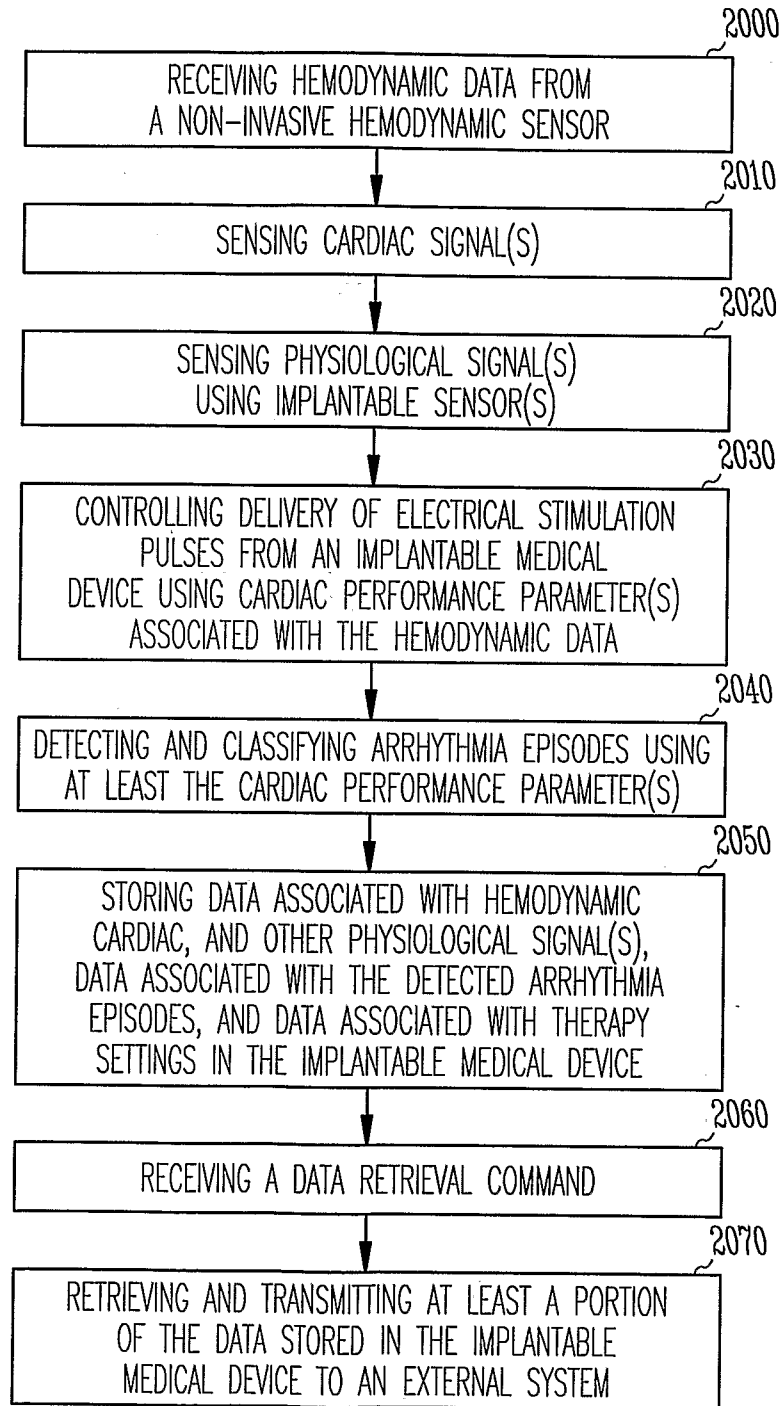 2000
RECEIVING HEMODYNAMIC DATA FROM
A NON-INVASIVE HEMODYNAMIC SENSOR
2010
SENSING CARDIAC SIGNAL(S)
2020
SENSING PHYSIOLOGICAL SIGNAL(S)
USING IMPLANTABLE SENSOR(S)
2030
CONTROLLING DELIVERY OF ELECTRICAL STIMULATION
PULSES FROM AN IMPLANTABLE MEDICAL
DEVICE USING CARDIAC PERFORMANCE PARAMETER(S)
ASSOCIATED WITH THE HEMODYNAMIC DATA
2040
DETECTING AND CLASSIFYING ARRHYTHMIA EPISODES USING
AT LEAST THE CARDIAC PERFORMANCE PARAMETER(S)
2050
STORING DATA ASSOCIATED WITH HEMODYNAMIC
CARDIAC, AND OTHER PHYSIOLOGICAL SIGNAL(S),
DATA ASSOCIATED WITH THE DETECTED ARRHYTHMIA
EPISODES, AND DATA ASSOCIATED WITH THERAPY
SETTINGS IN THE IMPLANTABLE MEDICAL DEVICE
2060
RECEIVING A DATA RETRIEVAL COMMAND
2070
RETRIEVING AND TRANSMITTING AT LEAST A PORTION
OF THE DATA STORED IN THE IMPLANTABLE
MEDICAL DEVICE TO AN EXTERNAL SYSTEM